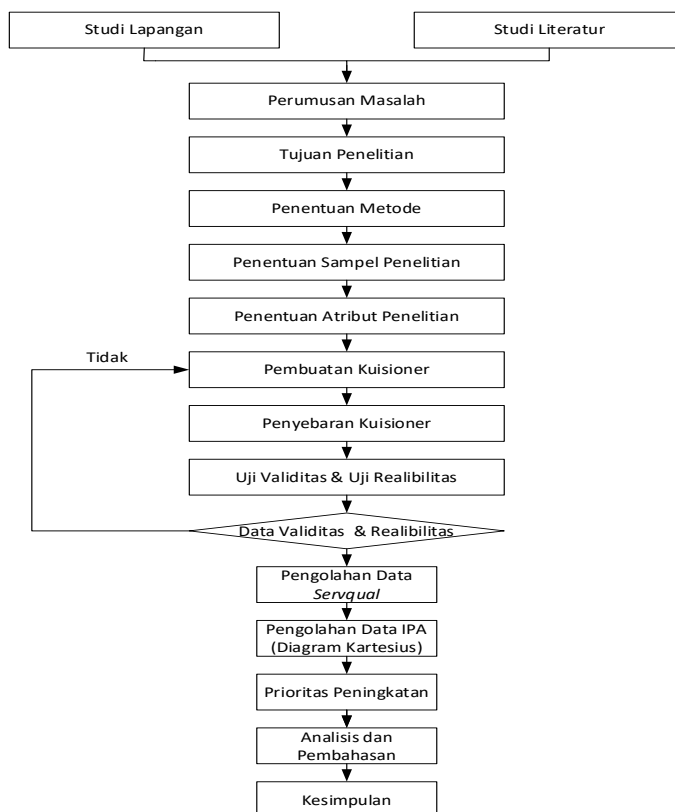 Studi Lapangan
Studi Literatur
Perumusan Masalah
Tujuan Penelitian
Penentuan Metode
Penentuan Sampel Penelitian
Penentuan Atribut Penelitian
Tidak
Pembuatan Kuisioner
Penyebaran Kuisioner
Uji Validitas & Uji Realibilitas
Data Validitas & Realibilitas
Pengolahan Data
Servqual
Pengolahan Data IPA
(Diagram Kartesius)
Prioritas Peningkatan
Analisis dan
Pembahasan
Kesimpulan